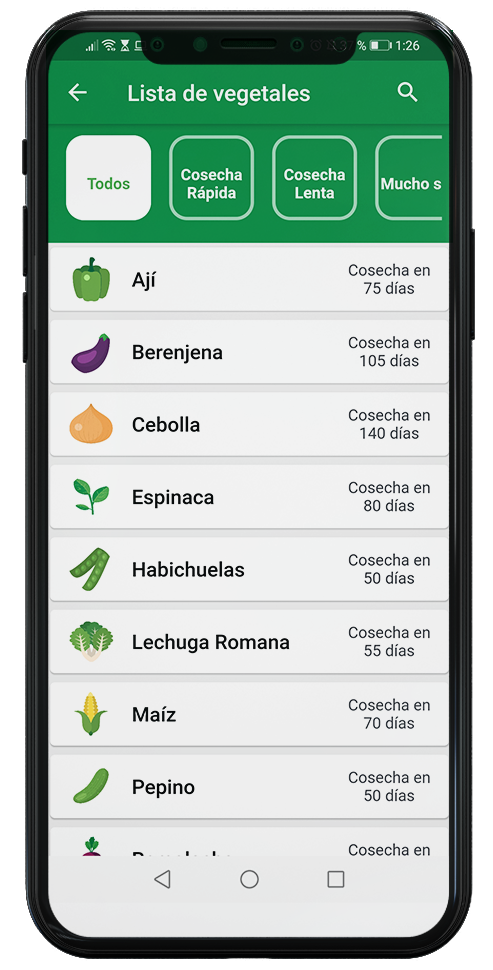 % 1:26
Lista de vegetales
Todos
Cosecha
Rápida
Cosecha
Lenta
Mucho s
Ají
Cosecha en
75 días
Berenjena
Cosecha en
105 días
Cebolla
Cosecha en
140 días
Espinaca
Cosecha en
80 días
Habichuelas
Cosecha en
50 días
Lechuga Romana
Cosecha en
55 días
Maíz
Cosecha en
70 días
Pepino
Cosecha en
50 días
Cosecha en